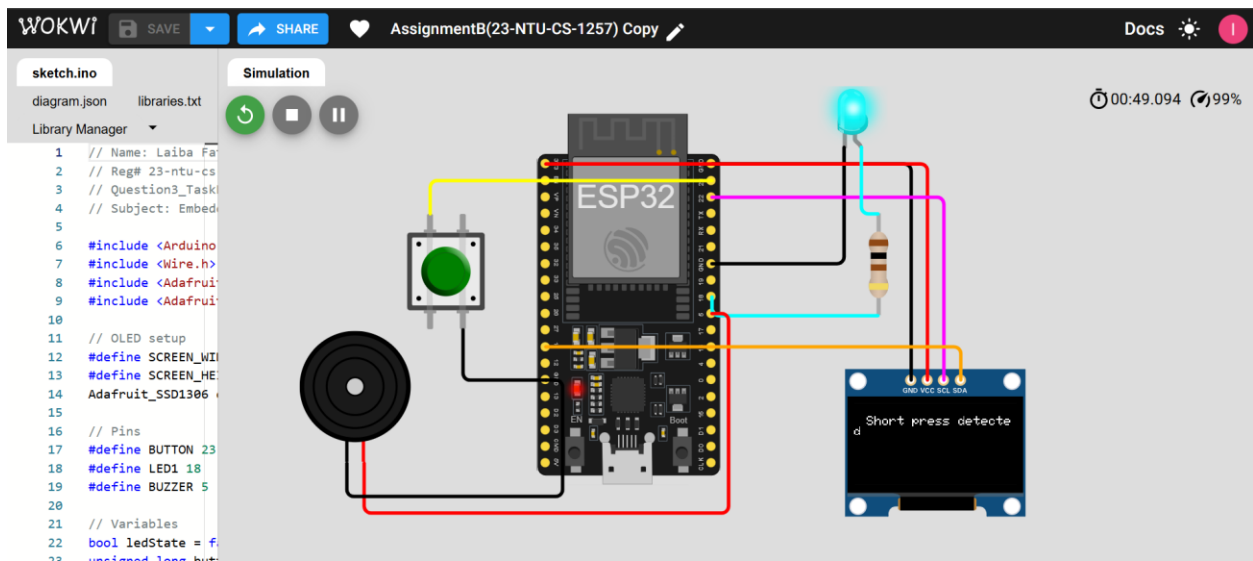 WOKWi SAVE SHARE AssignmentB(23-NTU-CS-1257) Copy Docs I
sketch.ino Simulation
diagram.json libraries.txt
Library Manager
00:49.094 99%
1 // Name: Laiba Fa
2 // Reg# 23-ntu-cs
3 // Question3_Task
4 // Subject: Embed
5
6 #include <Arduino
7 #include <Wire.h>
8 #include <Adafrui
9 #include <Adafrui
10
11 // OLED setup
12 #define SCREEN_WI
13 #define SCREEN_HE
14 Adafruit_SSD1306
15
16 // Pins
17 #define BUTTON 23
18 #define LED1 18
19 #define BUZZER 5
20
21 // Variables
22 bool ledState = f
23 unsigned long but
ESP32
EN Boot
GND VCC SCL SDA
Short press detecte
d